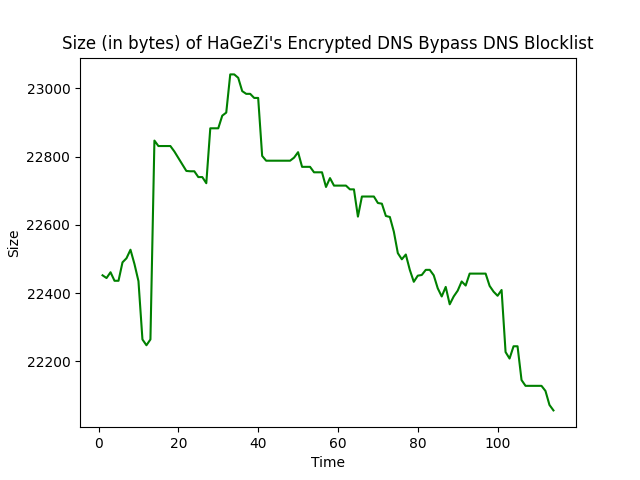 Size (in bytes) of HaGeZi's Encrypted DNS Bypass DNS Blocklist
23000
22800
22600
22400
22200
Size
0 20 40 60 80 100
Time